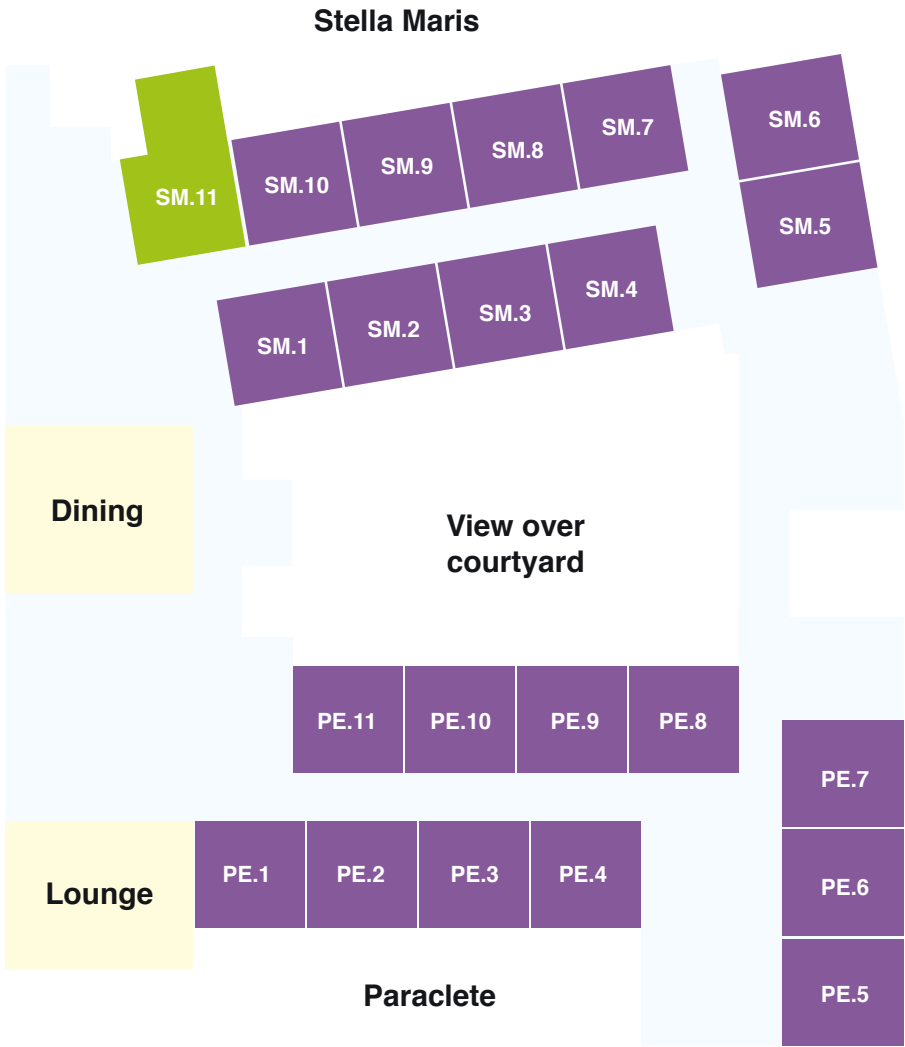 Stella Maris
SM.11
SM.10
SM.9
SM.8
SM.7
SM.6
SM.5
SM.1
SM.2
SM.3
SM.4
Dining
View over
courtyard
PE.11
PE.10
PE.9
PE.8
PE.7
Lounge
PE.1
PE.2
PE.3
PE.4
PE.6
PE.5
Paraclete